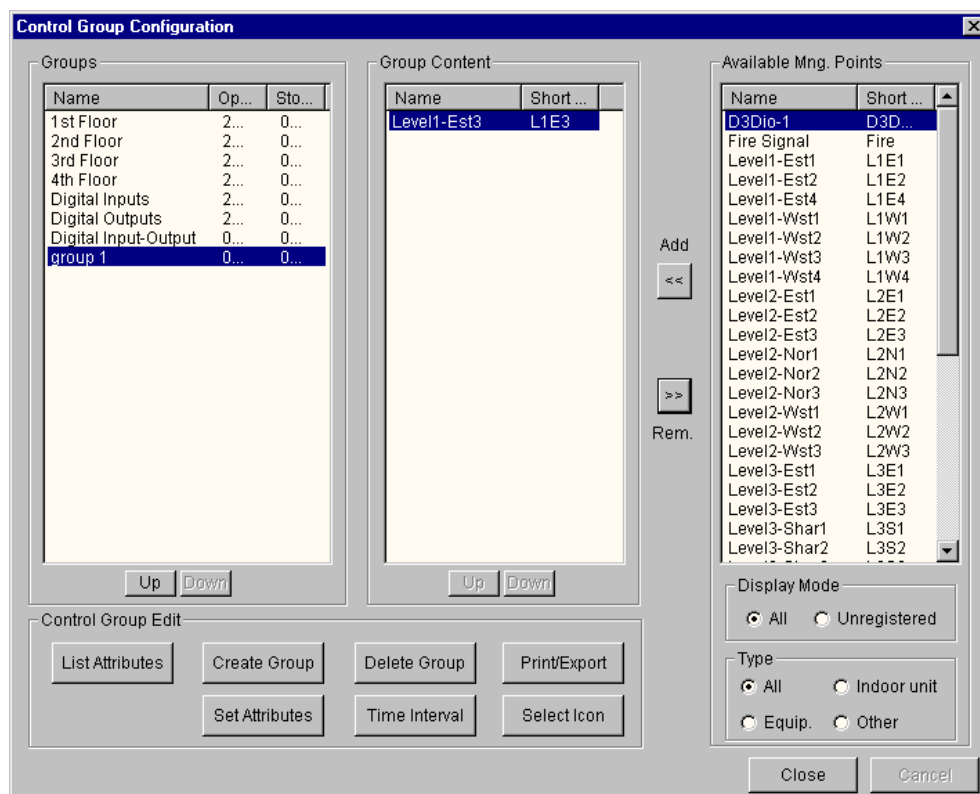 Control Group Configuration
Groups
Name Op... Sto...
1st Floor 2... 0...
2nd Floor 2... 0...
3rd Floor 2... 0...
4th Floor 2... 0...
Digital Inputs 2... 0...
Digital Outputs 2... 0...
Digital Input-Output 0... 0...
group 1 0... 0...
Up Down
Group Content
Name Short ...
Level1-Est3 L1E3
Up Down
Add
<<
>>
Rem.
Available Mng. Points
Name Short ...
D3Dio-1 D3D...
Fire Signal Fire
Level1-Est1 L1E1
Level1-Est2 L1E2
Level1-Est4 L1E4
Level1-Wst1 L1W1
Level1-Wst2 L1W2
Level1-Wst3 L1W3
Level1-Wst4 L1W4
Level2-Est1 L2E1
Level2-Est2 L2E2
Level2-Est3 L2E3
Level2-Nor1 L2N1
Level2-Nor2 L2N2
Level2-Nor3 L2N3
Level2-Wst1 L2W1
Level2-Wst2 L2W2
Level2-Wst3 L2W3
Level3-Est1 L3E1
Level3-Est2 L3E2
Level3-Est3 L3E3
Level3-Shar1 L3S1
Level3-Shar2 L3S2
Display Mode
All Unregistered
Type
All Indoor unit
Equip. Other
Control Group Edit
List Attributes Create Group Delete Group Print/Export
Set Attributes Time Interval Select Icon
Close Cancel